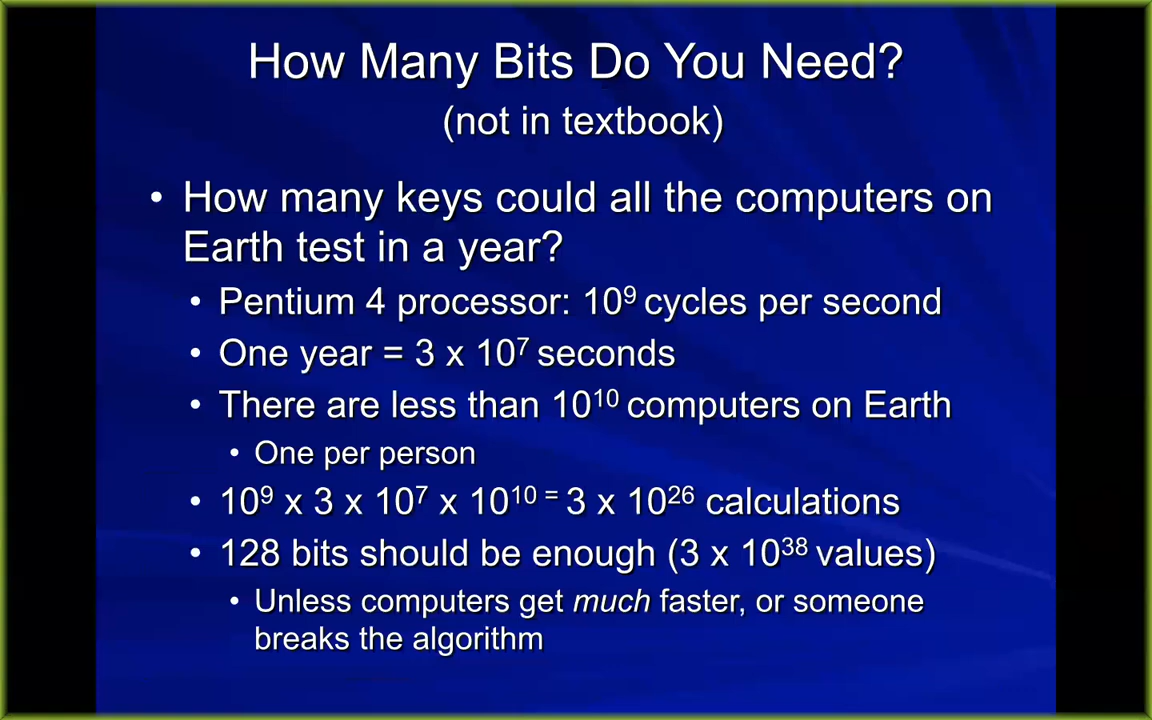 How Many Bits Do You Need?
(not in textbook)
• How many keys could all the computers on
Earth test in a year?
• Pentium 4 processor: 10⁹ cycles per second
• One year = 3 x 10⁷ seconds
• There are less than 10¹⁰ computers on Earth
• One per person
• 10⁹ x 3 x 10⁷ x 10¹⁰ ⁼ 3 x 10²⁶ calculations
• 128 bits should be enough (3 x 10³⁸ values)
• Unless computers get much faster, or someone
breaks the algorithm